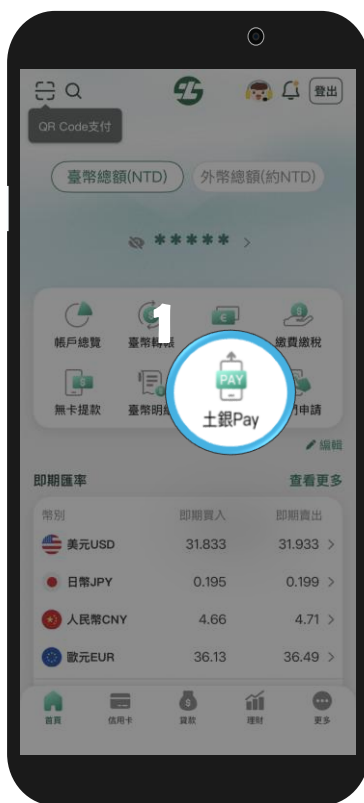 登出
QR Code支付
臺幣總額(NTD) 外幣總額(約NTD)
*****
1
帳戶總覽 臺幣轉帳 繳費繳稅
PAY
無卡提款 臺幣明細 土銀Pay 申請
編輯
即期匯率 查看更多
幣別 即期買入 即期賣出
美元USD 31.833 31.933
日幣JPY 0.195 0.199
人民幣CNY 4.66 4.71
歐元EUR 36.13 36.49
首頁 信用卡 貸款 理財 更多